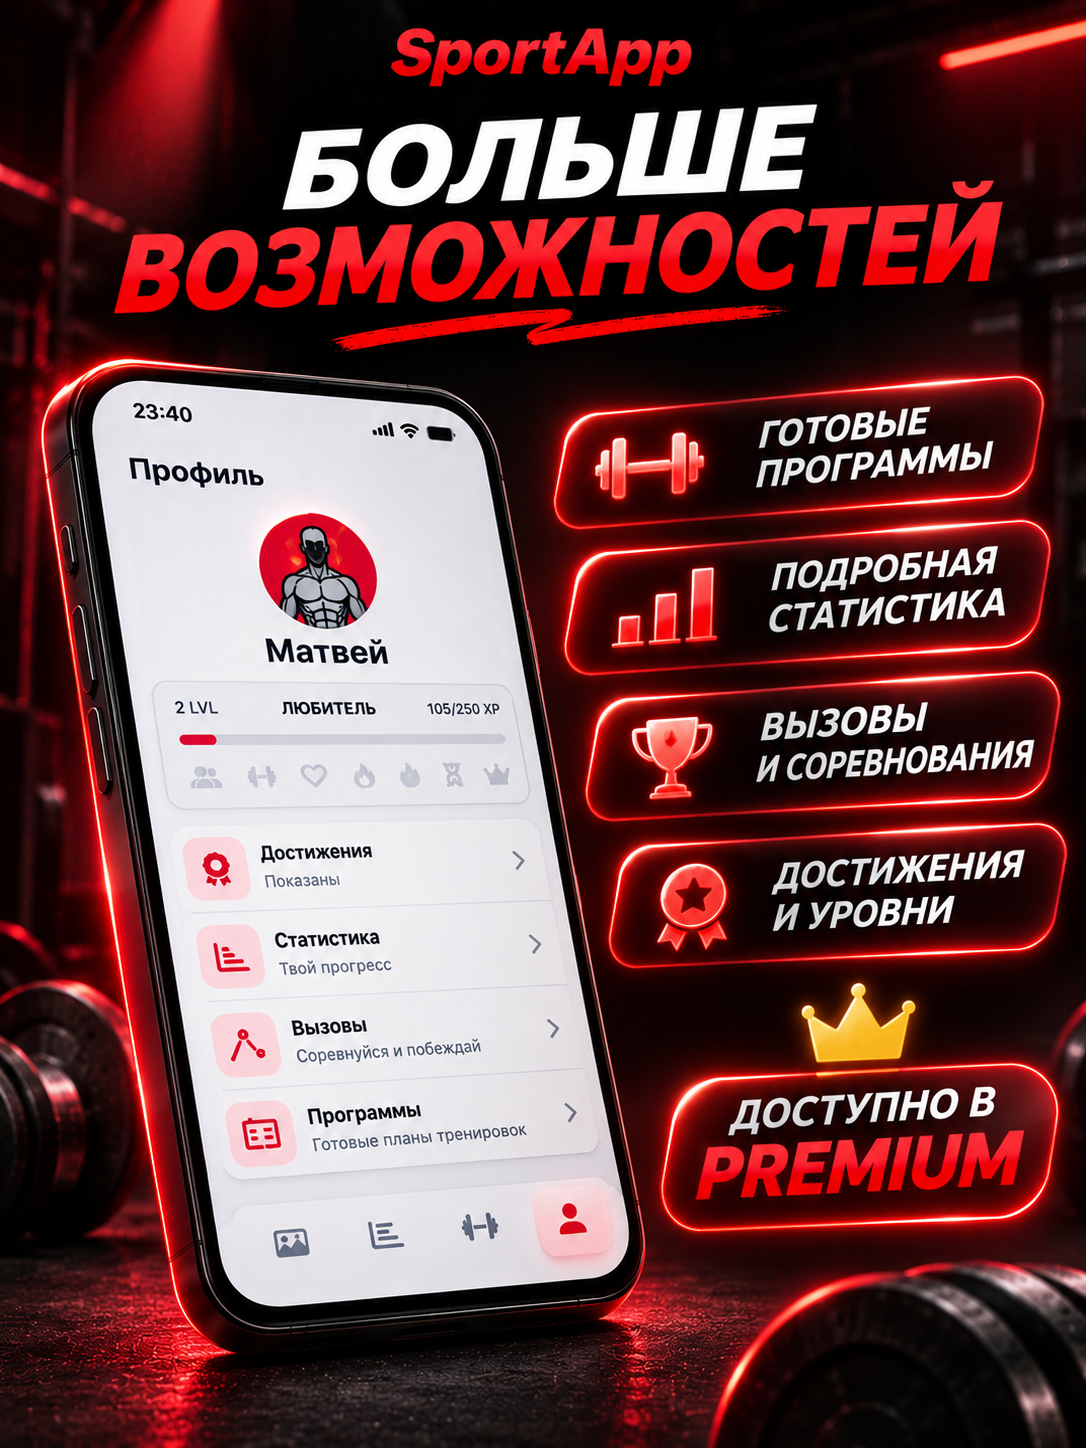 SportApp
БОЛЬШЕ
ВОЗМОЖНОСТЕЙ
23:40
Профиль
Матвей
2 LVL ЛЮБИТЕЛЬ 105/250 XP
Достижения
Показаны
Статистика
Твой прогресс
Вызовы
Соревнуйся и побеждай
Программы
Готовые планы тренировок
ГОТОВЫЕ
ПРОГРАММЫ
ПОДРОБНАЯ
СТАТИСТИКА
ВЫЗОВЫ
И СОРЕВНОВАНИЯ
ДОСТИЖЕНИЯ
И УРОВНИ
ДОСТУПНО В
PREMIUM